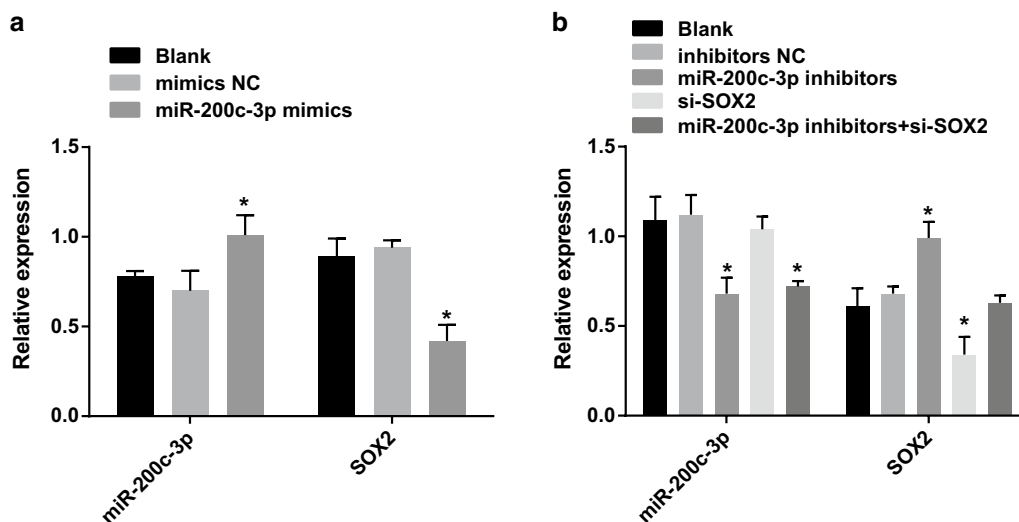 a
Blank
mimics NC
miR-200c-3p mimics
Relative expression
1.5
1.0
0.5
0.0
*
*
miR-200c-3p
SOX2
b
Blank
inhibitors NC
miR-200c-3p inhibitors
si-SOX2
miR-200c-3p inhibitors+si-SOX2
Relative expression
1.5
1.0
0.5
0.0
*
*
*
*
miR-200c-3p
SOX2